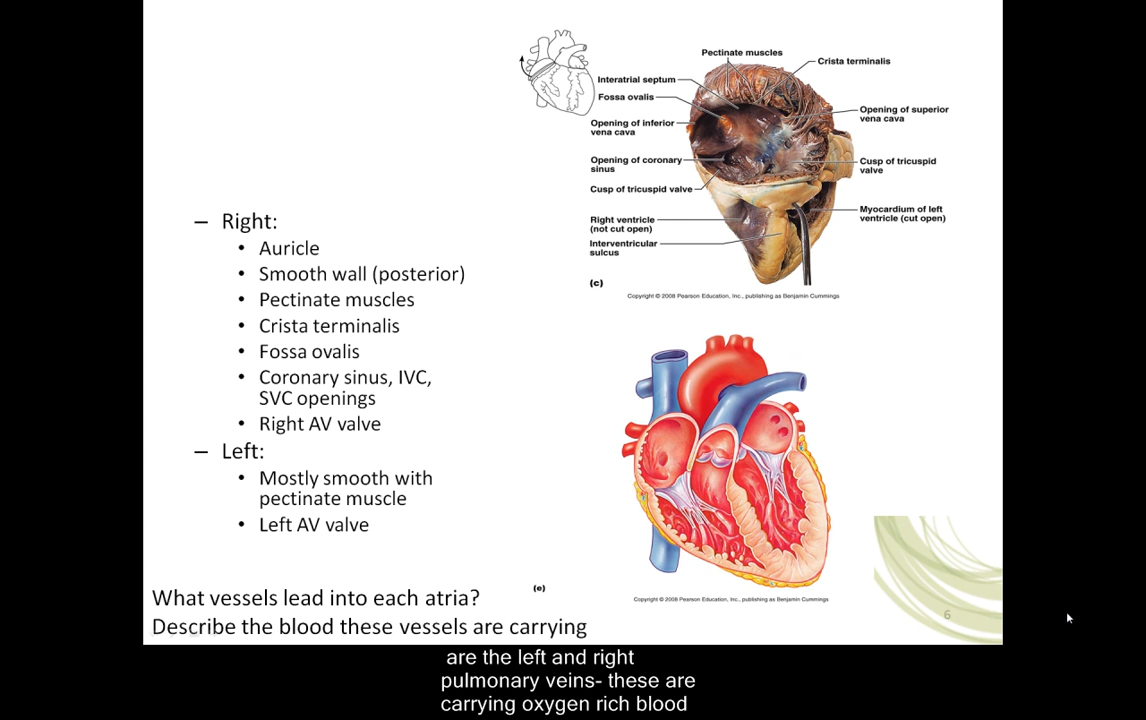 Pectinate muscles
Crista terminalis
Interatrial septum
Fossa ovalis
Opening of superior
vena cava
Opening of inferior
vena cava
Opening of coronary
sinus
Cusp of tricuspid
valve
Cusp of tricuspid valve
Myocardium of left
ventricle (cut open)
Right ventricle
(not cut open)
Interventricular
sulcus
(c)
Copyright © 2008 Pearson Education, Inc., publishing as Benjamin Cummings
– Right:
• Auricle
• Smooth wall (posterior)
• Pectinate muscles
• Crista terminalis
• Fossa ovalis
• Coronary sinus, IVC,
SVC openings
• Right AV valve
– Left:
• Mostly smooth with
pectinate muscle
• Left AV valve
(e)
Copyright © 2008 Pearson Education, Inc., publishing as Benjamin Cummings
6
What vessels lead into each atria?
Describe the blood these vessels are carrying
are the left and right
pulmonary veins- these are
carrying oxygen rich blood